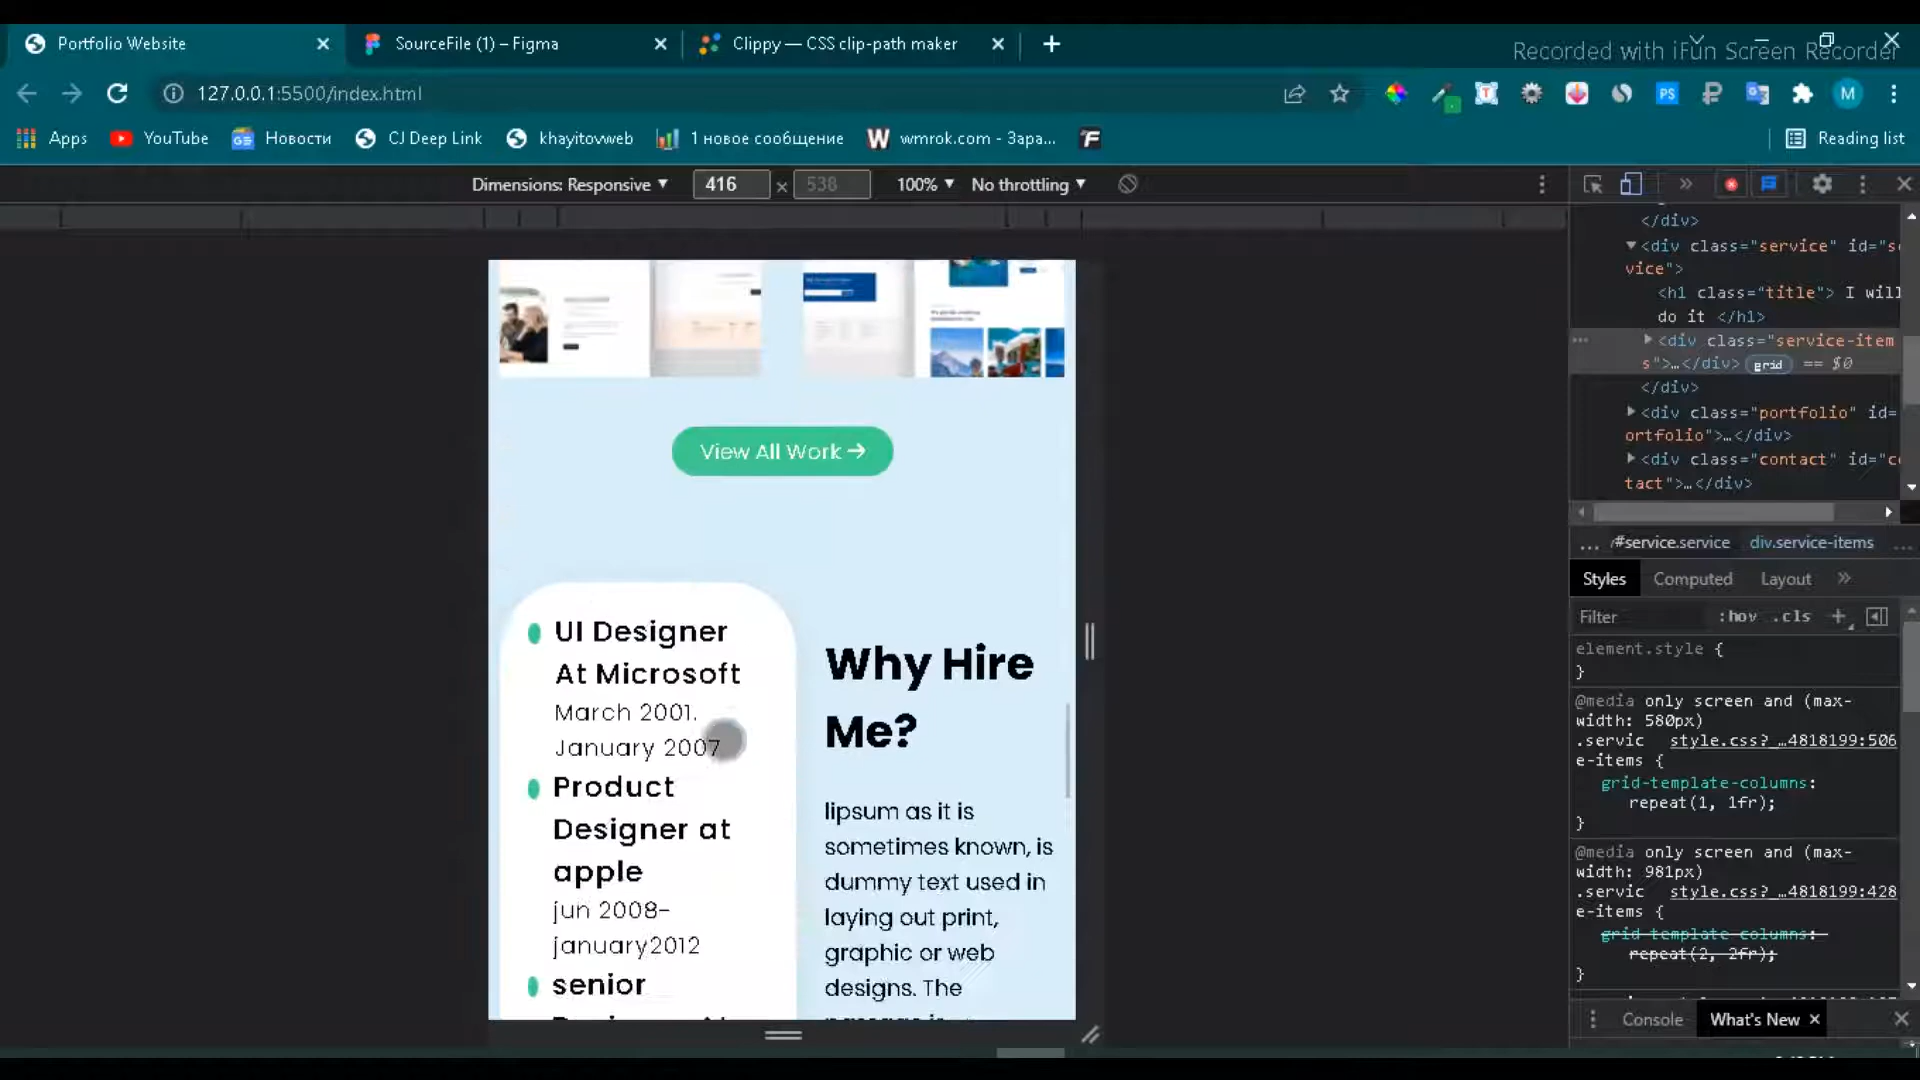 Portfolio Website
SourceFile (1) – Figma
Clippy — CSS clip-path maker
Recorded with iFun Screen Recorder
127.0.0.1:5500/index.html
PS
M
Apps
YouTube
Новости
CJ Deep Link
khayitovweb
1 новое сообщение
wmrok.com - Зара...
Reading list
Dimensions: Responsive
416
×
538
100%
No throttling
</div>
<div class="service" id="se
vice">
<h1 class="title"> I will
do it </h1>
<div class="service-item
s">…</div> grid == $0
</div>
<div class="portfolio" id=
ortfolio">…</div>
<div class="contact" id="co
tact">…</div>
... /#service.service div.service-items ...
Styles
Computed
Layout
Filter
:hov .cls
element.style {
}
@media only screen and (max-
width: 580px)
.servic style.css?_…4818199:506
e-items {
grid-template-columns:
repeat(1, 1fr);
}
@media only screen and (max-
width: 981px)
.servic style.css?_…4818199:428
e-items {
grid-template-columns:
repeat(2, 2fr);
}
Console
What's New
View All Work
UI Designer
At Microsoft
March 2001.
January 2007
Product
Designer at
apple
jun 2008-
january2012
senior
Why Hire
Me?
lipsum as it is
sometimes known, is
dummy text used in
laying out print,
graphic or web
designs. The